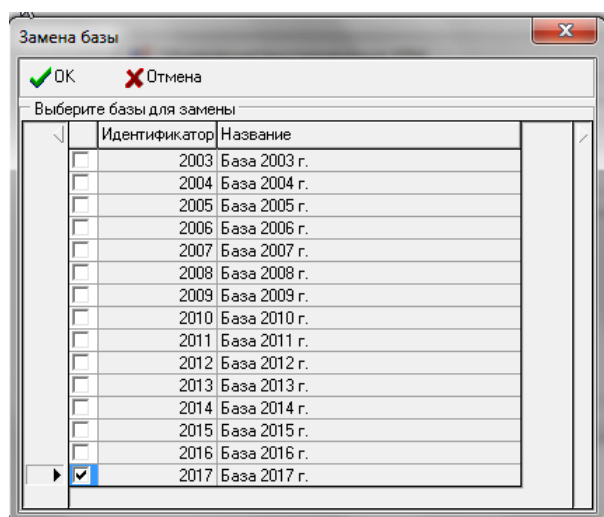 Замена базы
OK Отмена
Выберите базы для замены
Идентификатор Название
2003 База 2003 г.
2004 База 2004 г.
2005 База 2005 г.
2006 База 2006 г.
2007 База 2007 г.
2008 База 2008 г.
2009 База 2009 г.
2010 База 2010 г.
2011 База 2011 г.
2012 База 2012 г.
2013 База 2013 г.
2014 База 2014 г.
2015 База 2015 г.
2016 База 2016 г.
2017 База 2017 г.